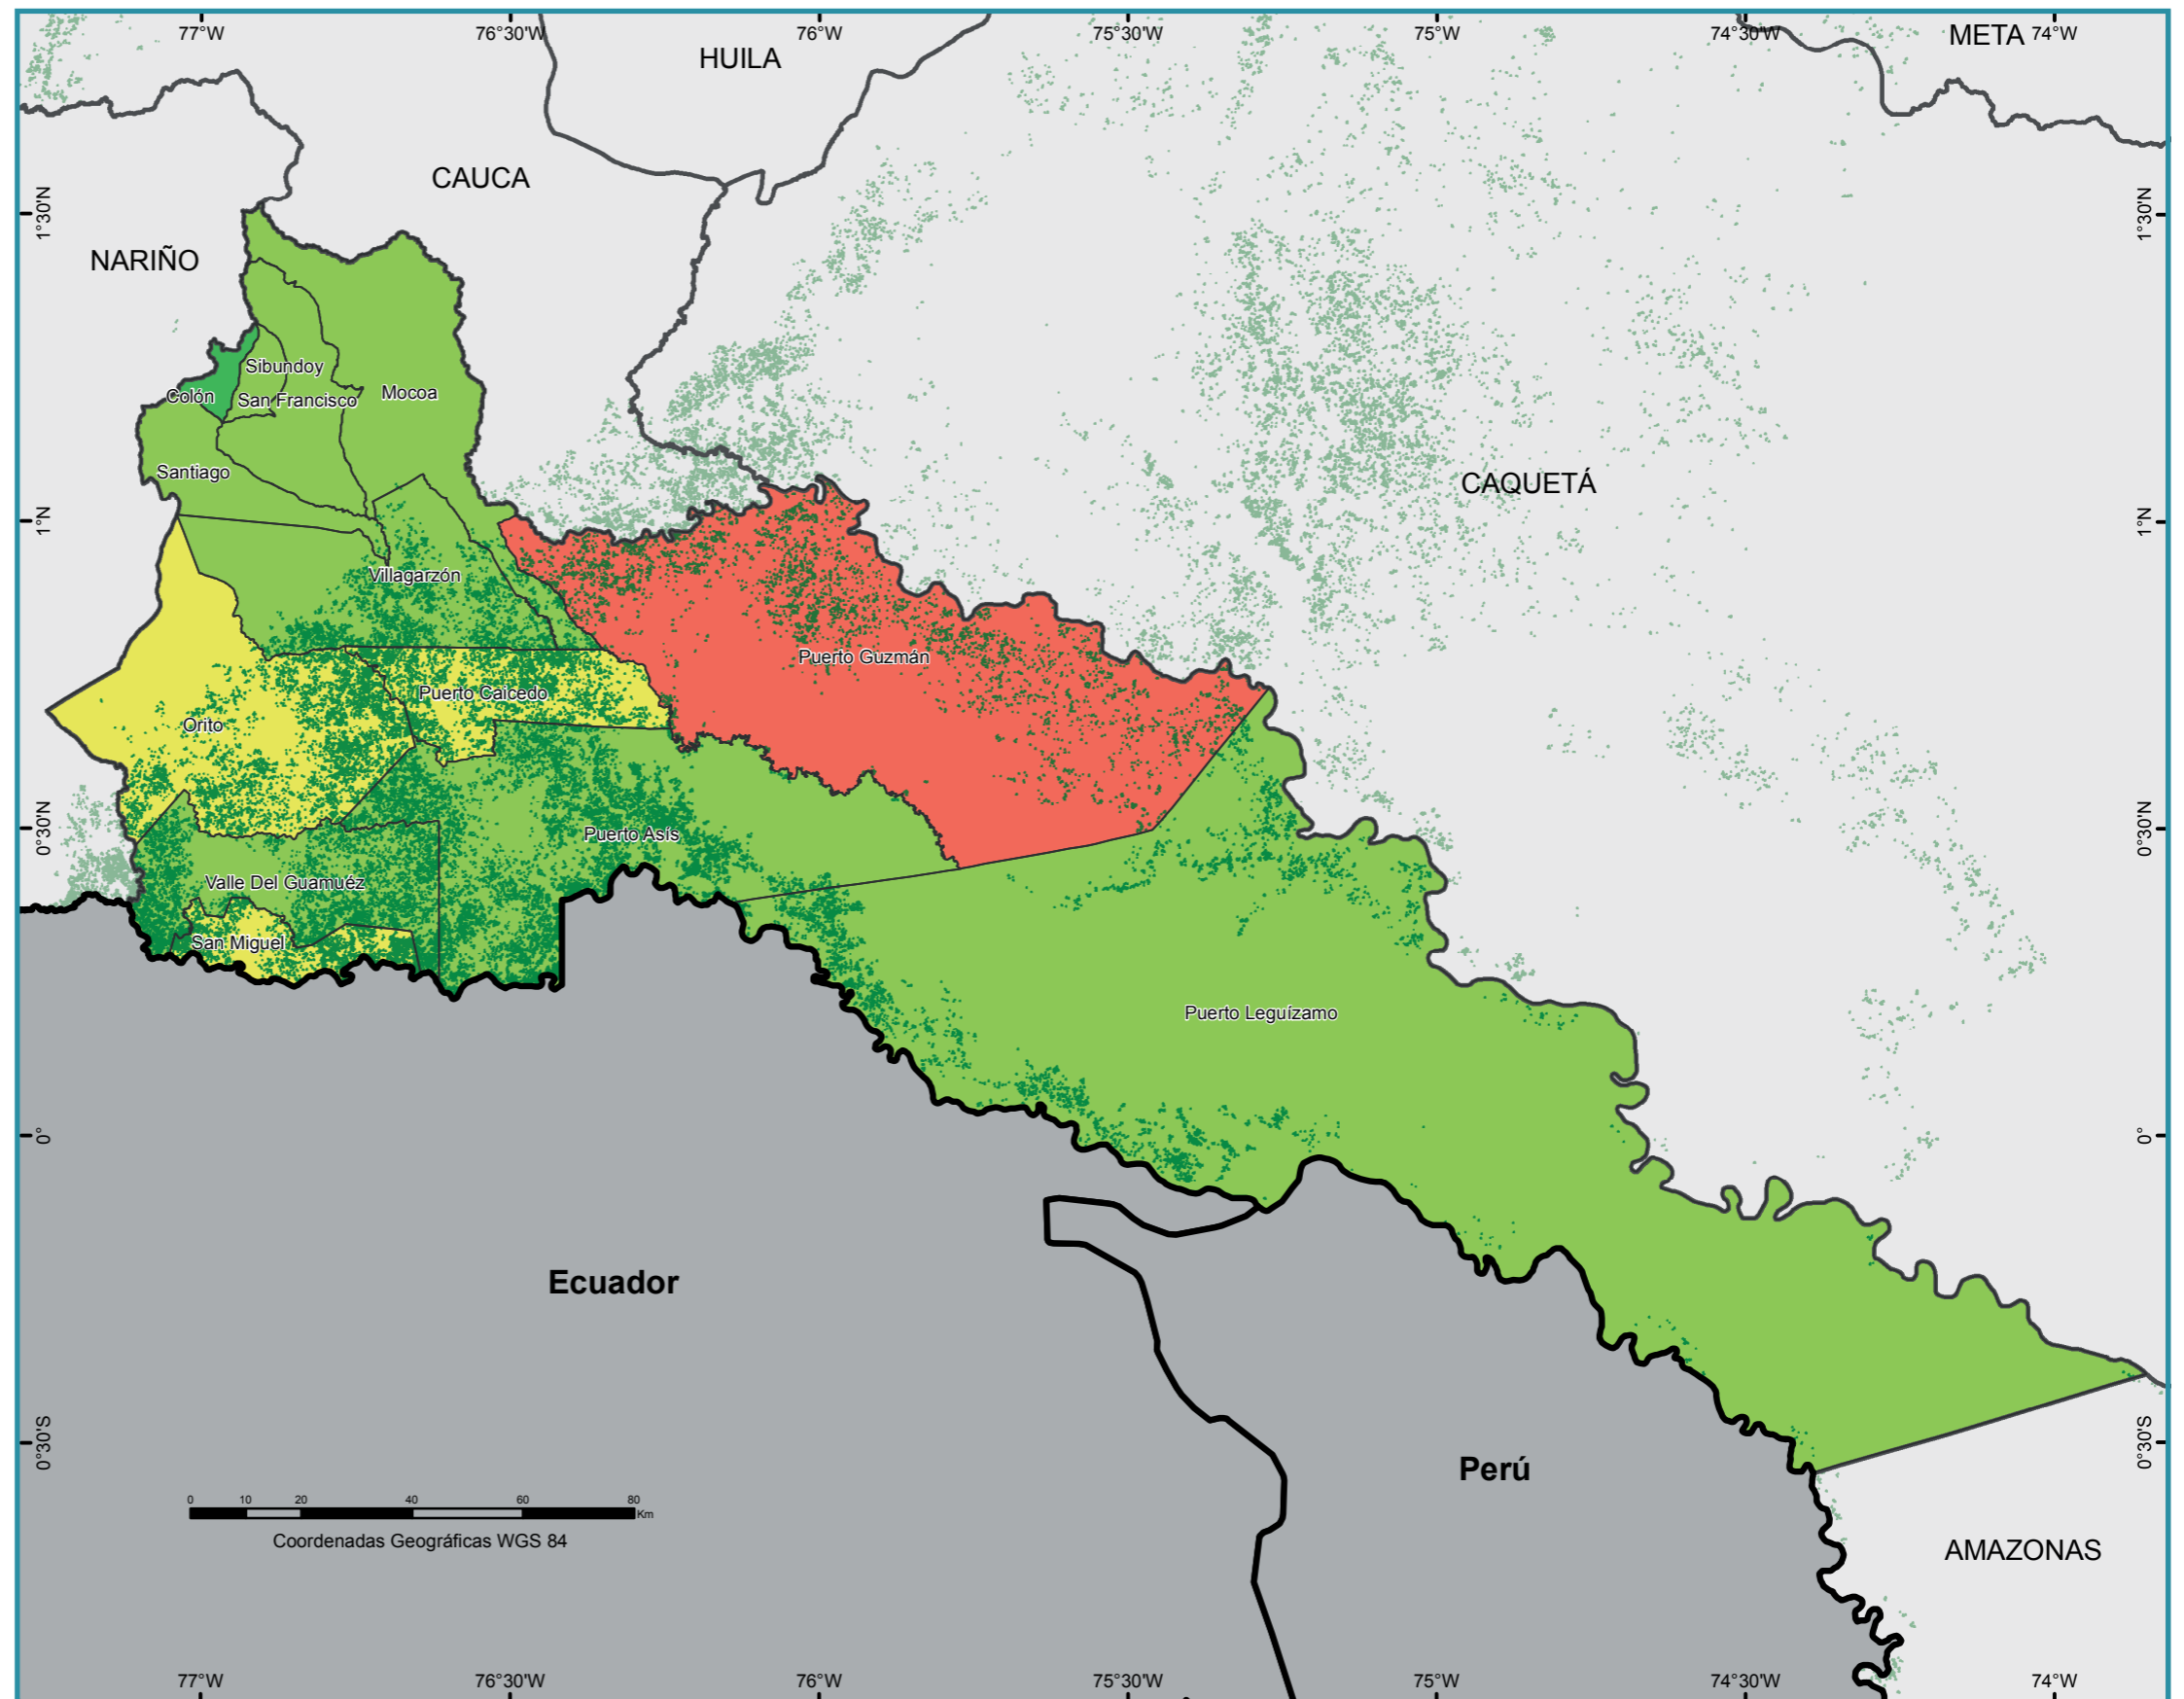 77°W
76°30'W
76°W
75°30'W
75°W
74°30'W
74°W
META
HUILA
CAUCA
1°30'N
1°30'N
NARIÑO
Sibundoy
Colón
San Francisco
Mocoa
Santiago
CAQUETÁ
1°N
1°N
Villagarzón
Puerto Guzmán
Puerto Caicedo
Orito
0°30'N
0°30'N
Puerto Asís
Valle Del Guamuéz
San Miguel
Puerto Leguízamo
0°
0°
Ecuador
0°30'S
0°30'S
Perú
0 10 20 40 60 80
Km
Coordenadas Geográficas WGS 84
AMAZONAS
77°W
76°30'W
76°W
75°30'W
75°W
74°30'W
74°W